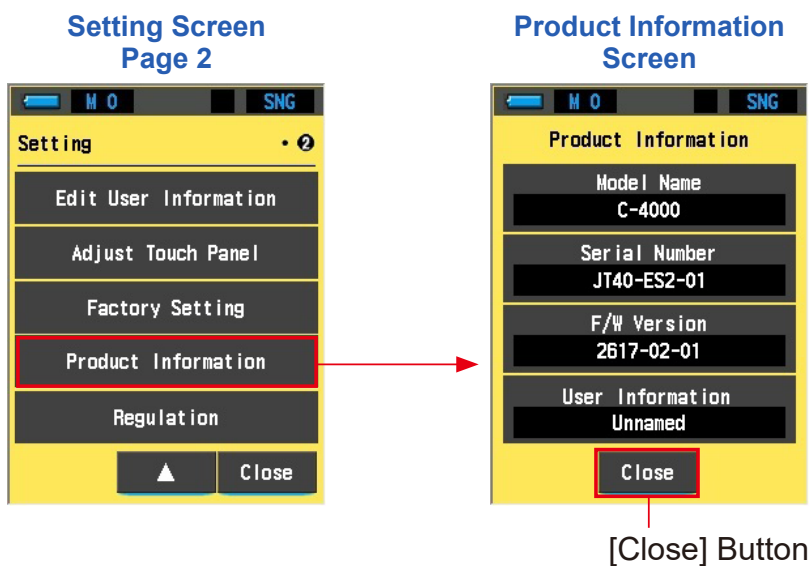 Setting Screen
Page 2
M 0 SNG
Setting • ❷
Edit User Information
Adjust Touch Panel
Factory Setting
Product Information
Regulation
▲ Close
Product Information
Screen
M 0 SNG
Product Information
Model Name
C-4000
Serial Number
JT40-ES2-01
F/W Version
2617-02-01
User Information
Unnamed
Close
[Close] Button